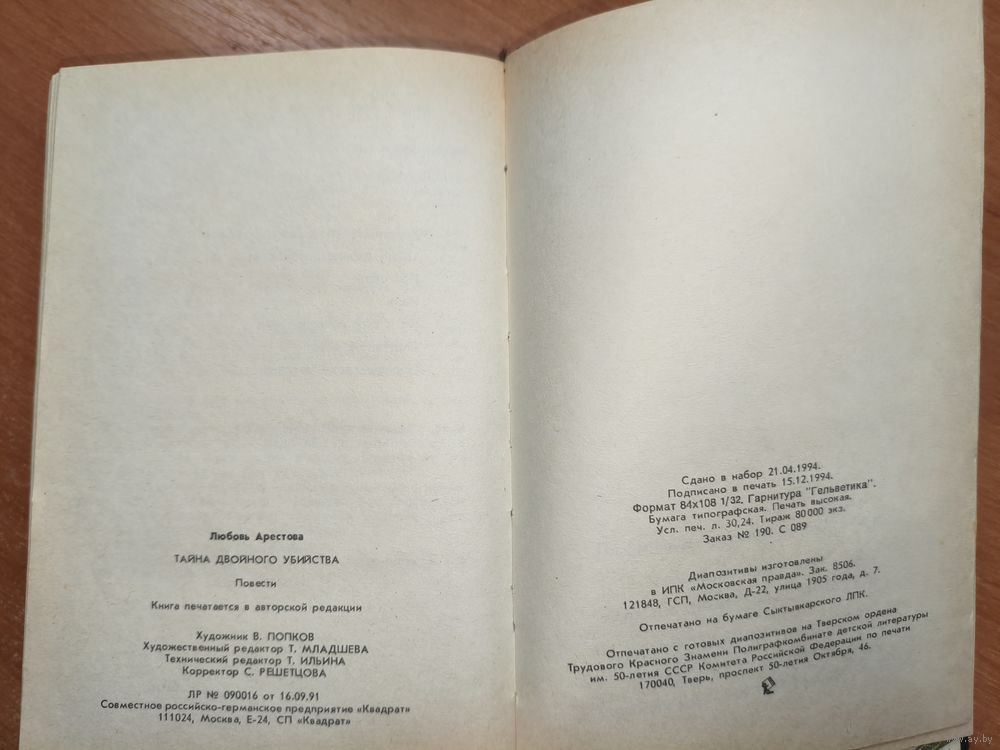 Любовь Арестова
ТАЙНА ДВОЙНОГО УБИЙСТВА
Повести
Книга печатается в авторской редакции
Художник В. ПОПКОВ
Художественный редактор Т. МЛАДШЕВА
Технический редактор Т. ИЛЬИНА
Корректор С. РЕШЕТЦОВА
ЛР № 090016 от 16.09.91
Совместное российско-германское предприятие «Квадрат»
111024, Москва, Е-24, СП «Квадрат»
Сдано в набор 21.04.1994.
Подписано в печать 15.12.1994.
Формат 84х108 1/32. Гарнитура "Гельветика".
Бумага типографская. Печать высокая.
Усл. печ. л. 30,24. Тираж 80 000 экз.
Заказ № 190. С 089
Диапозитивы изготовлены
в ИПК «Московская правда». Зак. 8506.
121848, ГСП, Москва, Д-22, улица 1905 года, д. 7.
Отпечатано на бумаге Сыктывкарского ЛПК.
Отпечатано с готовых диапозитивов на Тверском ордена
Трудового Красного Знамени Полиграфкомбинате детской литературы
им. 50-летия СССР Комитета Российской Федерации по печати
170040, Тверь, проспект 50-летия Октября, 46.
www.ay.by